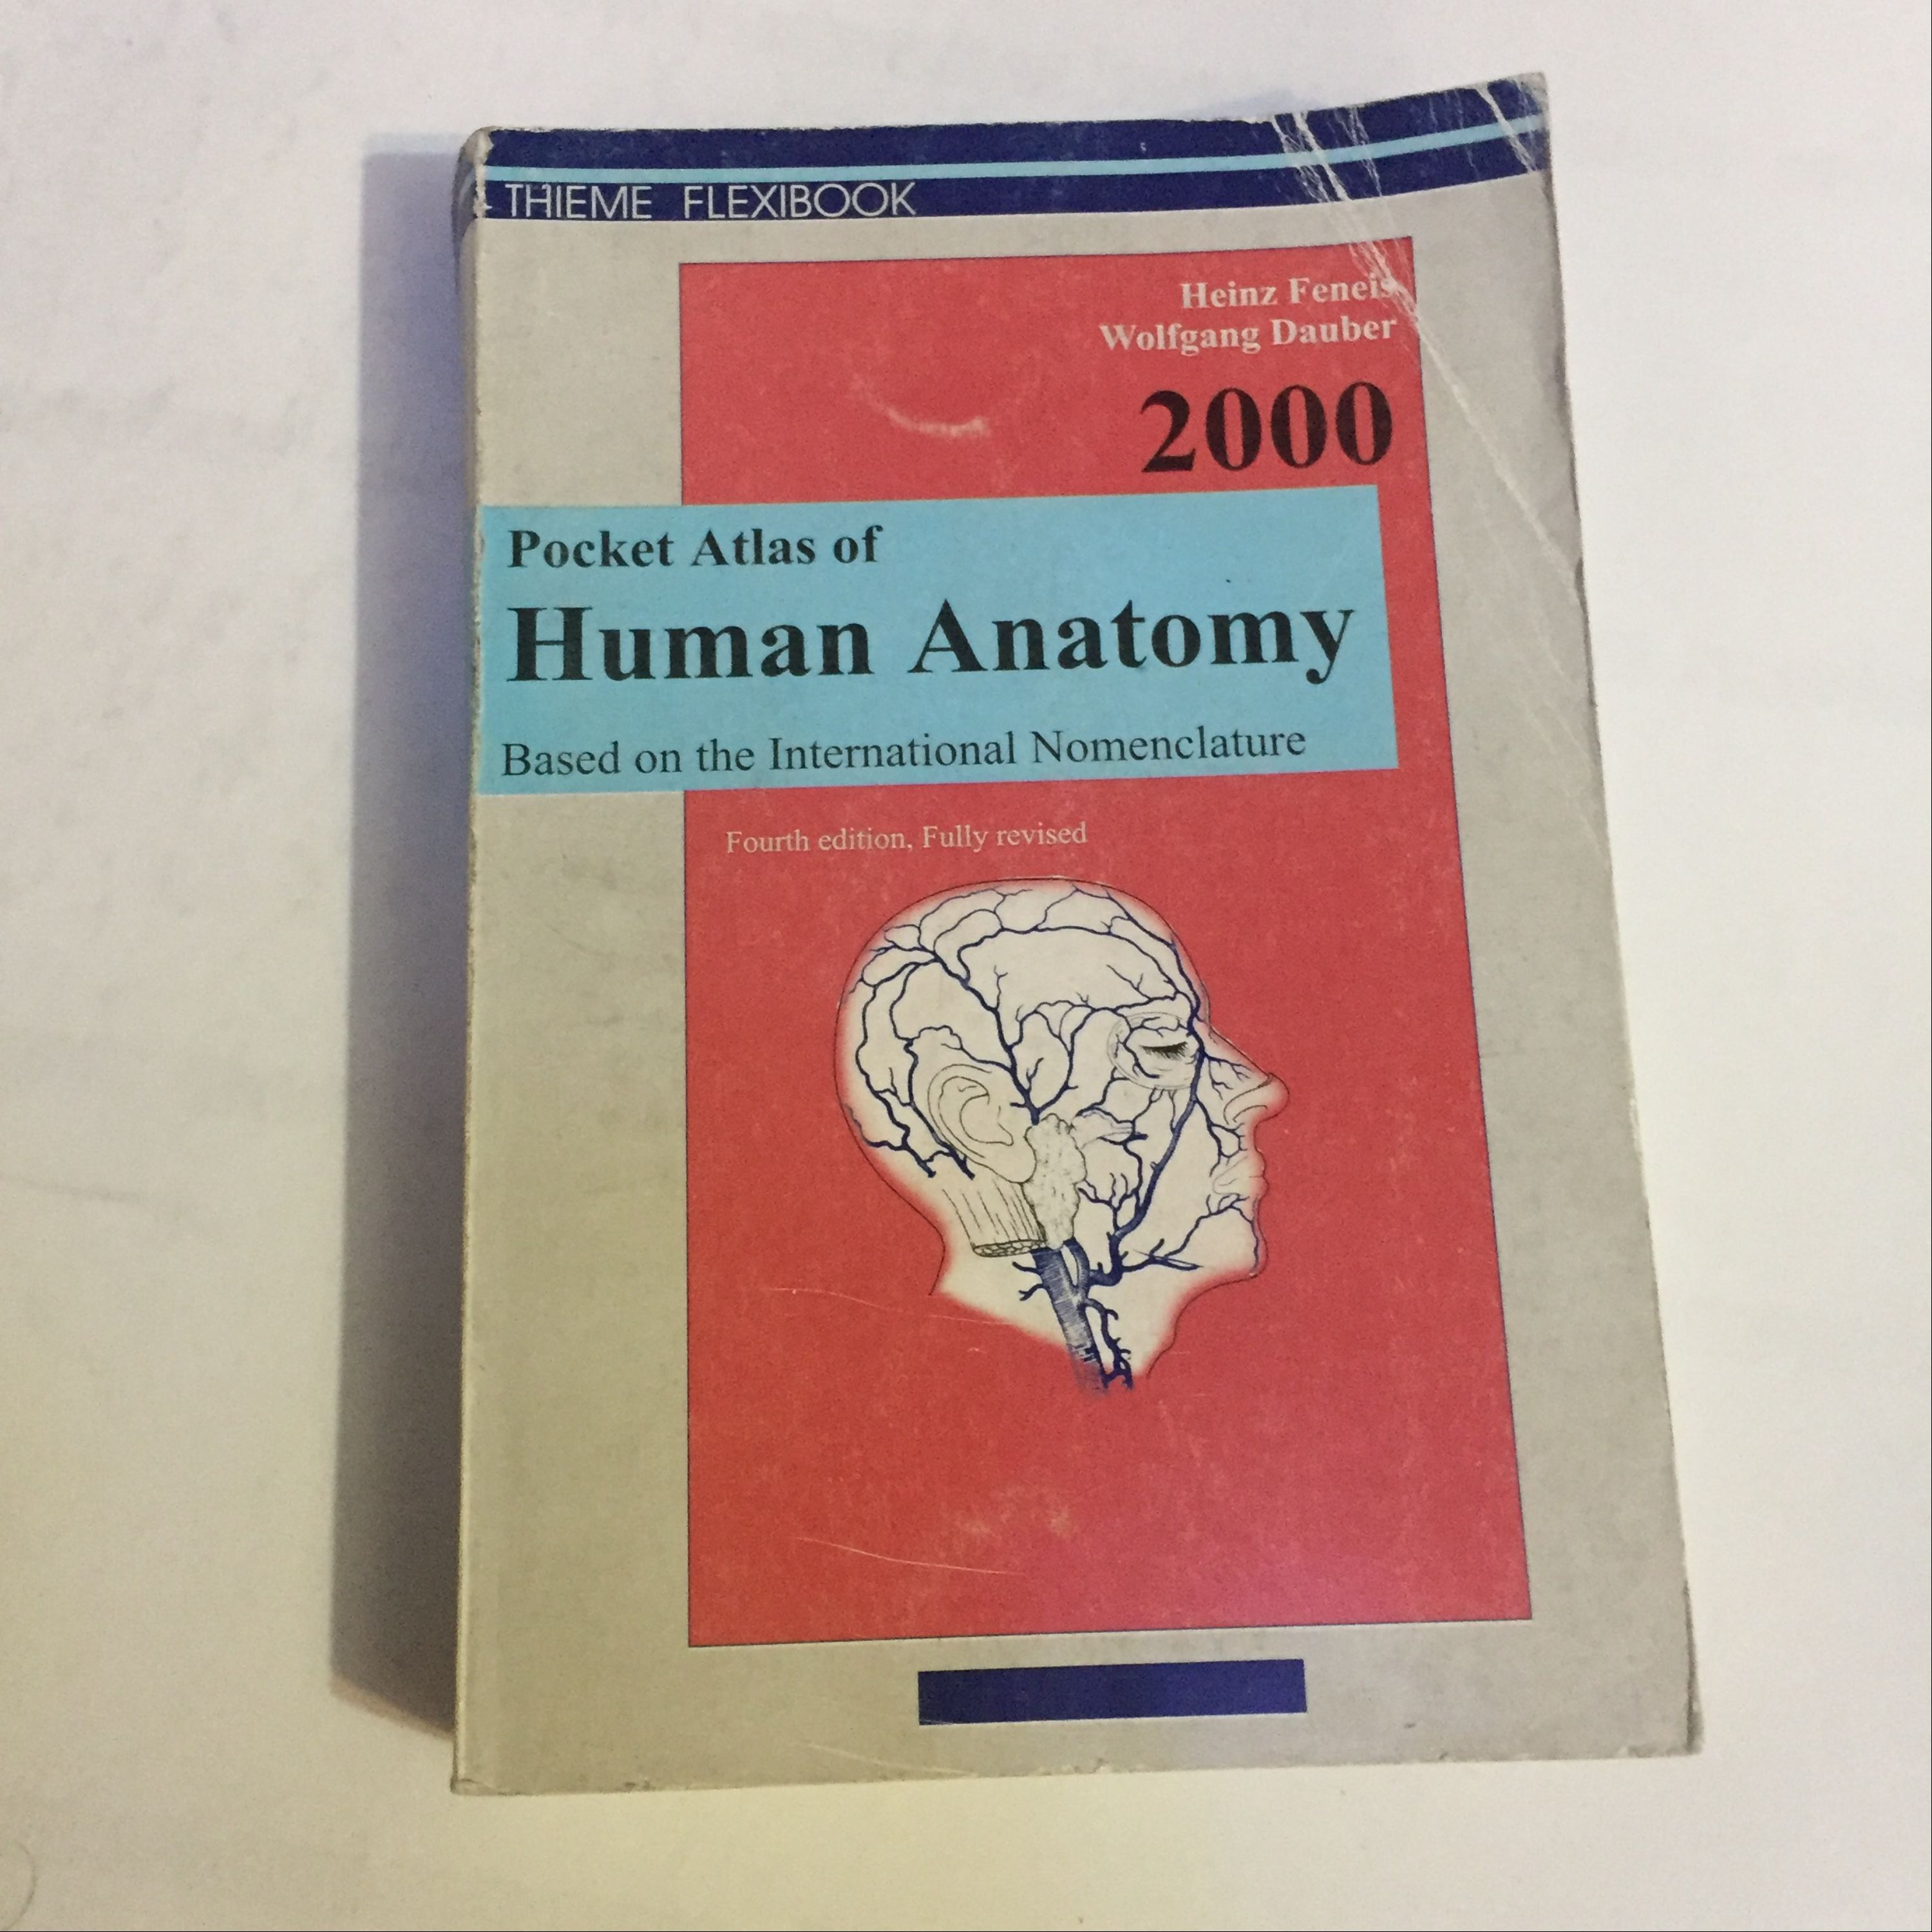 THIEME FLEXIBOOK
Heinz Feneis
Wolfgang Dauber
2000
Pocket Atlas of
Human Anatomy
Based on the International Nomenclature
Fourth edition, Fully revised